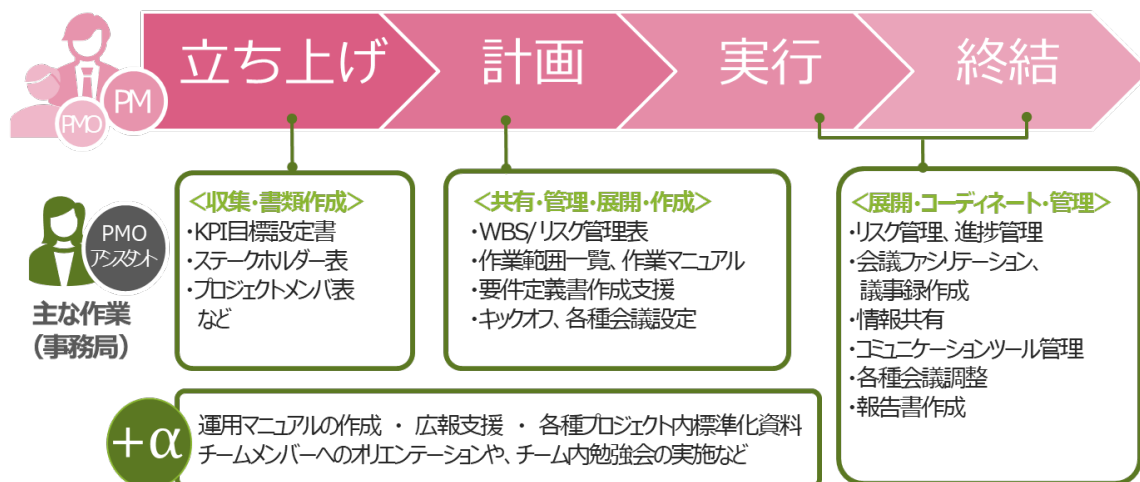 立ち上げ
計画
実行
終結
PM
PMO
PMO
アシスタント
主な作業
（事務局）
<収集・書類作成>
・KPI目標設定書
・ステークホルダー表
・プロジェクトメンバ表
など
<共有・管理・展開・作成>
・WBS/リスク管理表
・作業範囲一覧、作業マニュアル
・要件定義書作成支援
・キックオフ、各種会議設定
<展開・コーディネート・管理>
・リスク管理、進捗管理
・会議ファシリテーション、
議事録作成
・情報共有
・コミュニケーションツール管理
・各種会議調整
・報告書作成
+α
運用マニュアルの作成 ・ 広報支援 ・ 各種プロジェクト内標準化資料
チームメンバーへのオリエンテーションや、チーム内勉強会の実施など